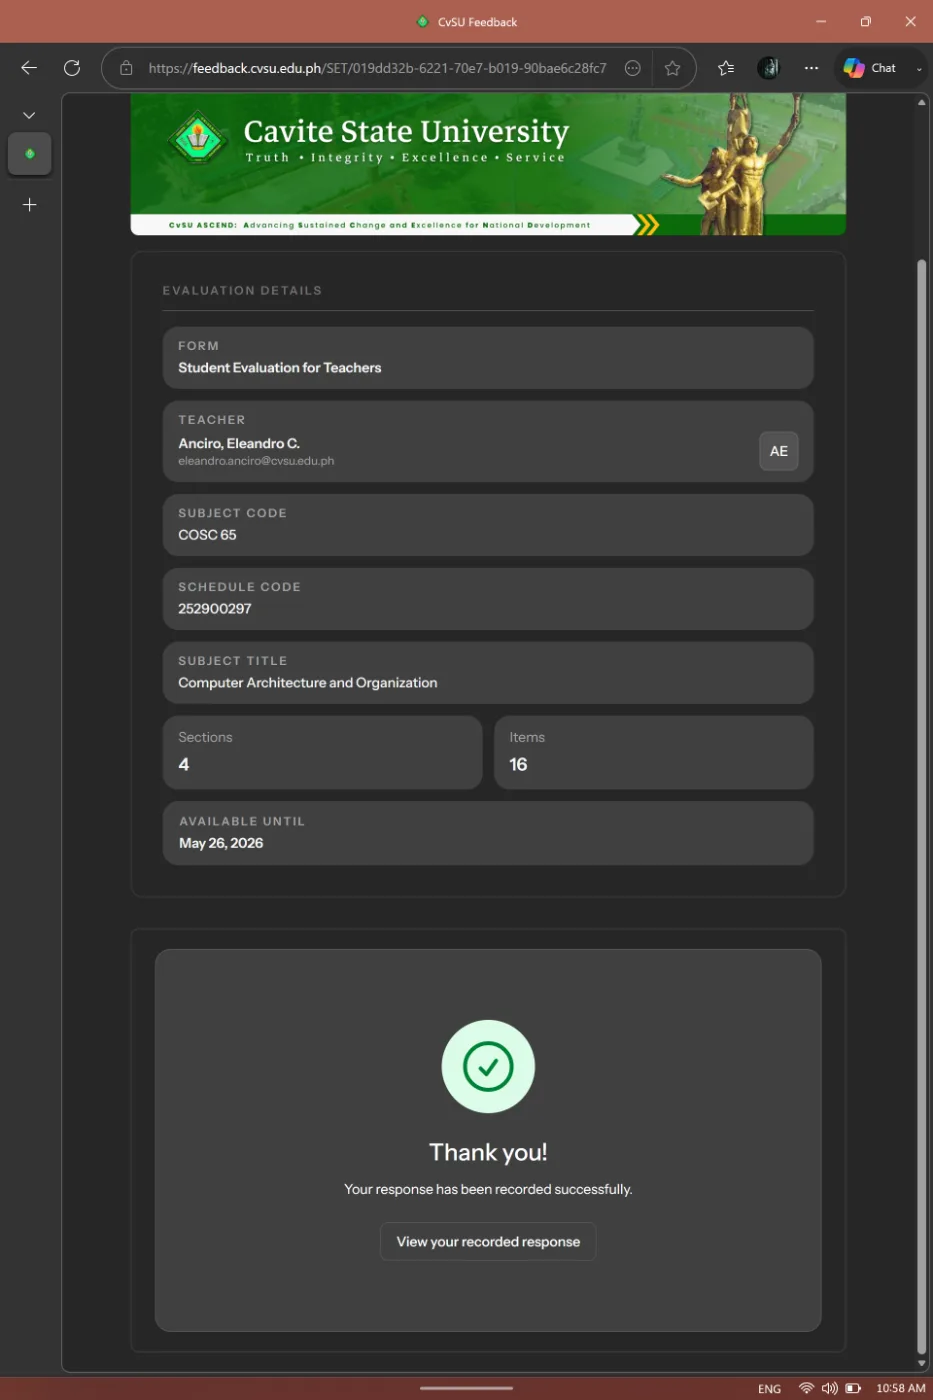 CvSU Feedback
https://feedback.cvsu.edu.ph/SET/019dd32b-6221-70e7-b019-90bae6c28fc7
Chat
Cavite State University
Truth • Integrity • Excellence • Service
CvSU ASCEND: Advancing Sustained Change and Excellence for National Development
EVALUATION DETAILS
FORM
Student Evaluation for Teachers
TEACHER
Anciro, Eleandro C.
eleandro.anciro@cvsu.edu.ph
AE
SUBJECT CODE
COSC 65
SCHEDULE CODE
252900297
SUBJECT TITLE
Computer Architecture and Organization
Sections
4
Items
16
AVAILABLE UNTIL
May 26, 2026
Thank you!
Your response has been recorded successfully.
View your recorded response
ENG
10:58 AM